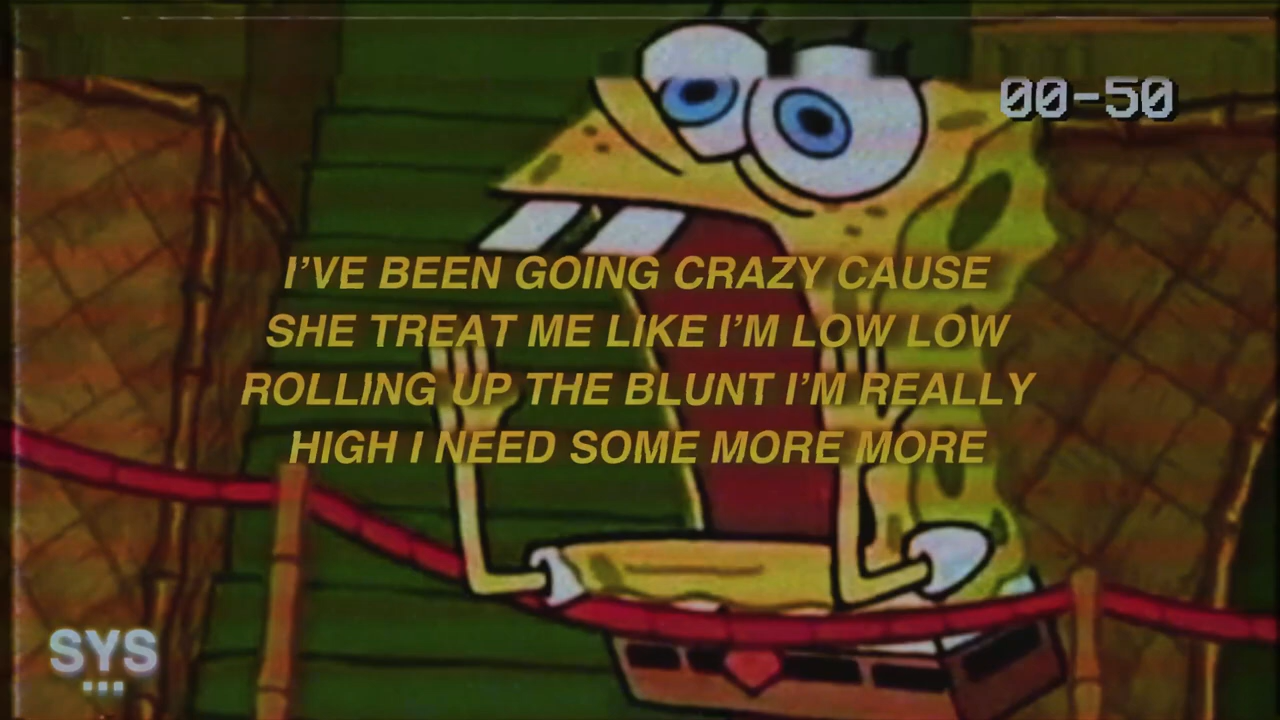 00-50
I'VE BEEN GOING CRAZY CAUSE
SHE TREAT ME LIKE I'M LOW LOW
ROLLING UP THE BLUNT I'M REALLY
HIGH I NEED SOME MORE MORE
SYS